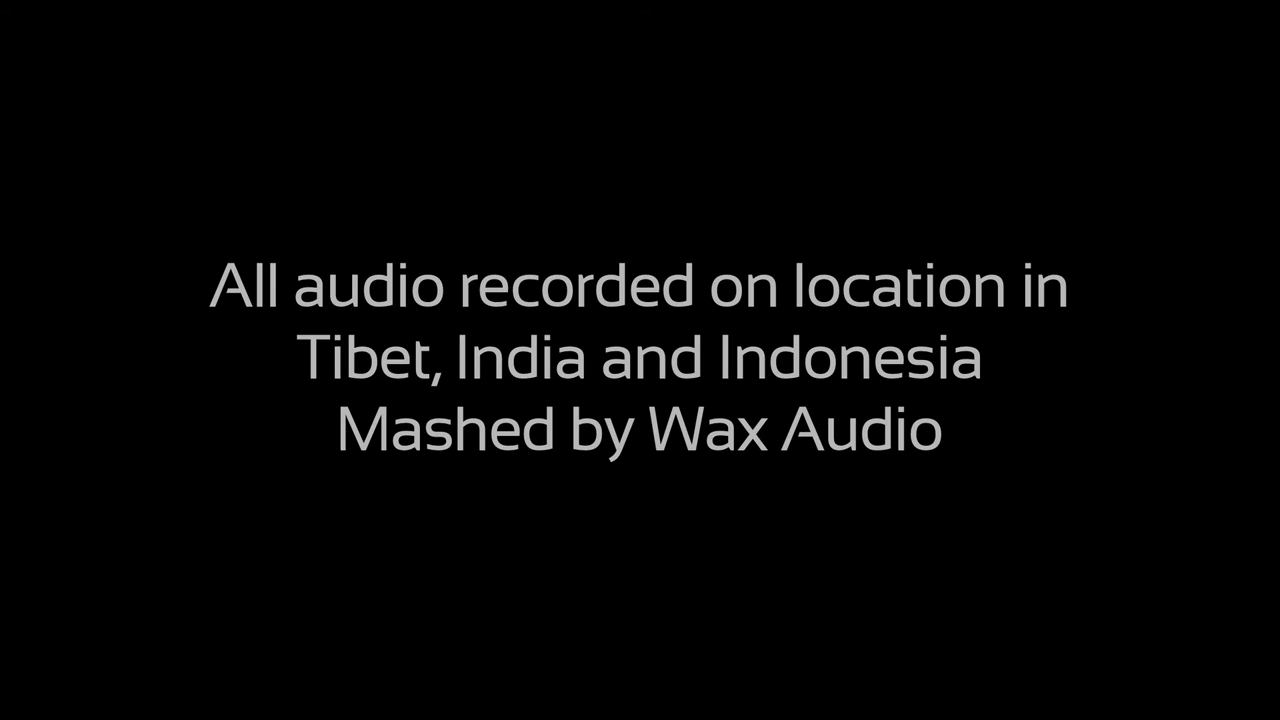 All audio recorded on location in
Tibet, India and Indonesia
Mashed by Wax Audio